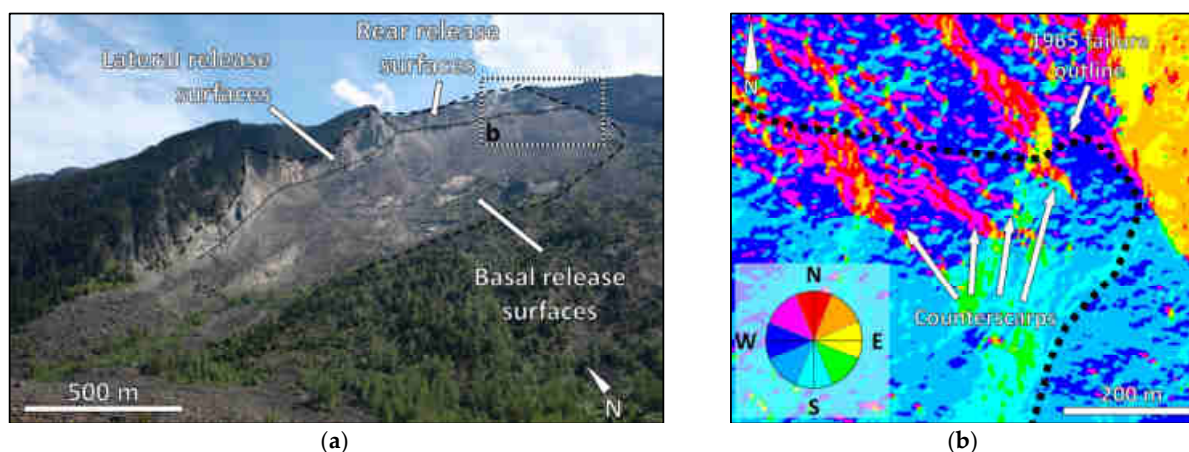 Rear release
surfaces
Lateral release
surfaces
b
Basal release
surfaces
500 m
N
(a)
N
1965 failure
outline
Counterscarps
N
W
E
S
200 m
(b)